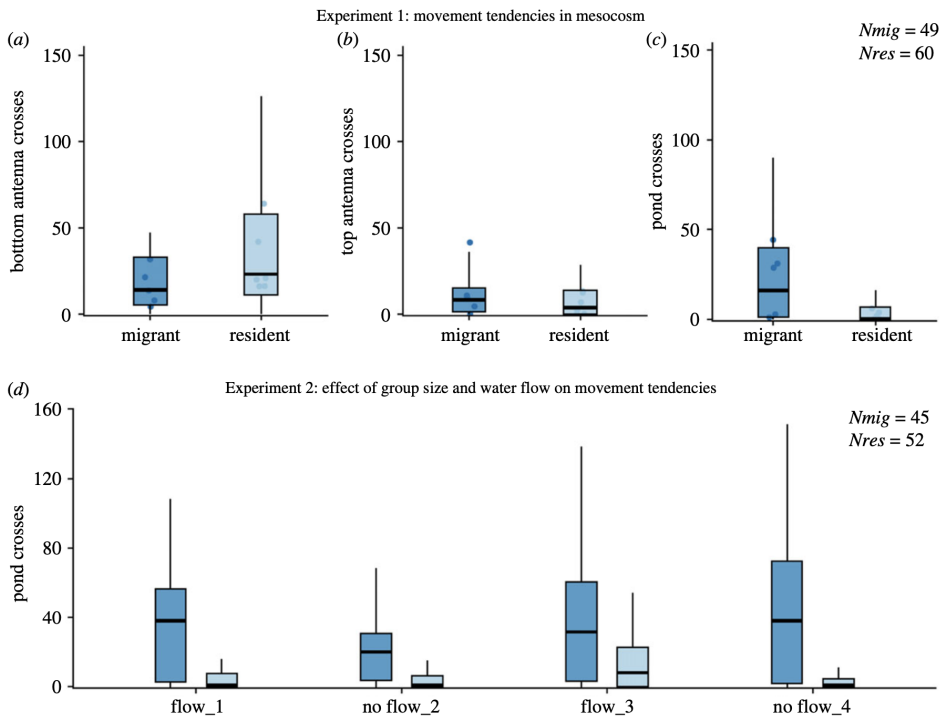 Experiment 1: movement tendencies in mesocosm
(a)
(b)
(c)
Nmig = 49
Nres = 60
botttom antenna crosses
150
100
50
0
migrant
resident
top antenna crosses
150
100
50
0
migrant
resident
pond crosses
150
100
50
0
migrant
resident
(d)
Experiment 2: effect of group size and water flow on movement tendencies
Nmig = 45
Nres = 52
pond crosses
160
120
80
40
0
flow_1
no flow_2
flow_3
no flow_4